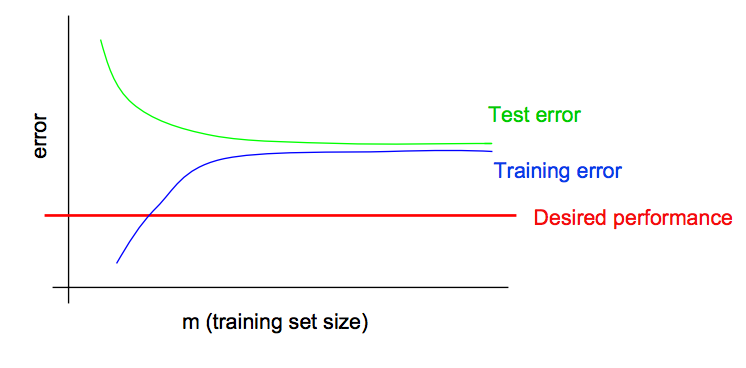 error
Test error
Training error
Desired performance
m (training set size)